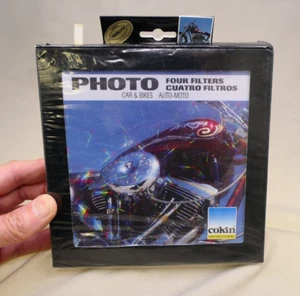 PHOTO
FOUR FILTERS
CUATRO FILTROS
CAR & BIKES AUTO-MOTO
cokin